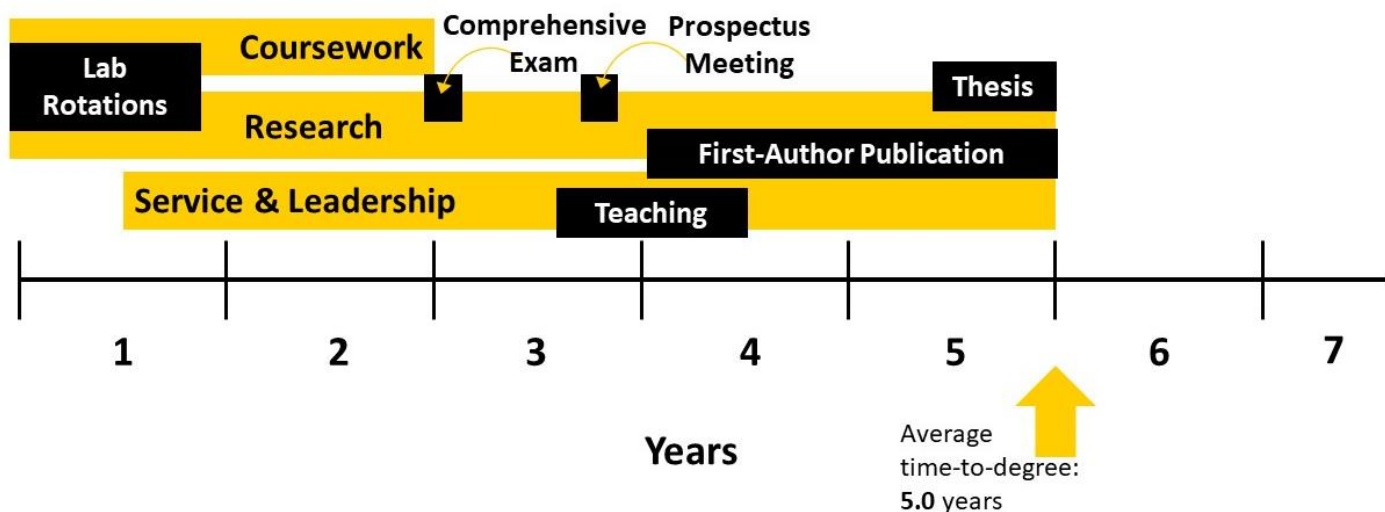 Coursework
Comprehensive
Exam
Prospectus
Meeting
Lab
Rotations
Thesis
Research
First-Author Publication
Service & Leadership
Teaching
1 2 3 4 5 6 7
Years
Average
time-to-degree:
5.0 years